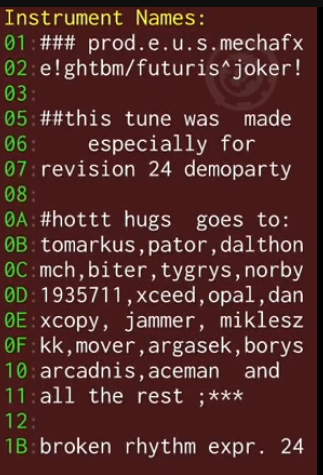 Instrument Names:
01:### prod.e.u.s.mechafx
02:e!ghtbm/futuris^joker!
03:
05:##this tune was  made
06:    especially for
07:revision 24 demoparty
08:
0A:#hottt hugs  goes to:
0B:tomarkus,pator,dalthon
0C:mch,biter,tygrys,norby
0D:1935711,xceed,opal,dan
0E:xcopy, jammer, miklesz
0F:kk,mover,argasek,borys
10:arcadnis,aceman  and
11:all the rest ;***
12:
1B:broken rhythm expr. 24